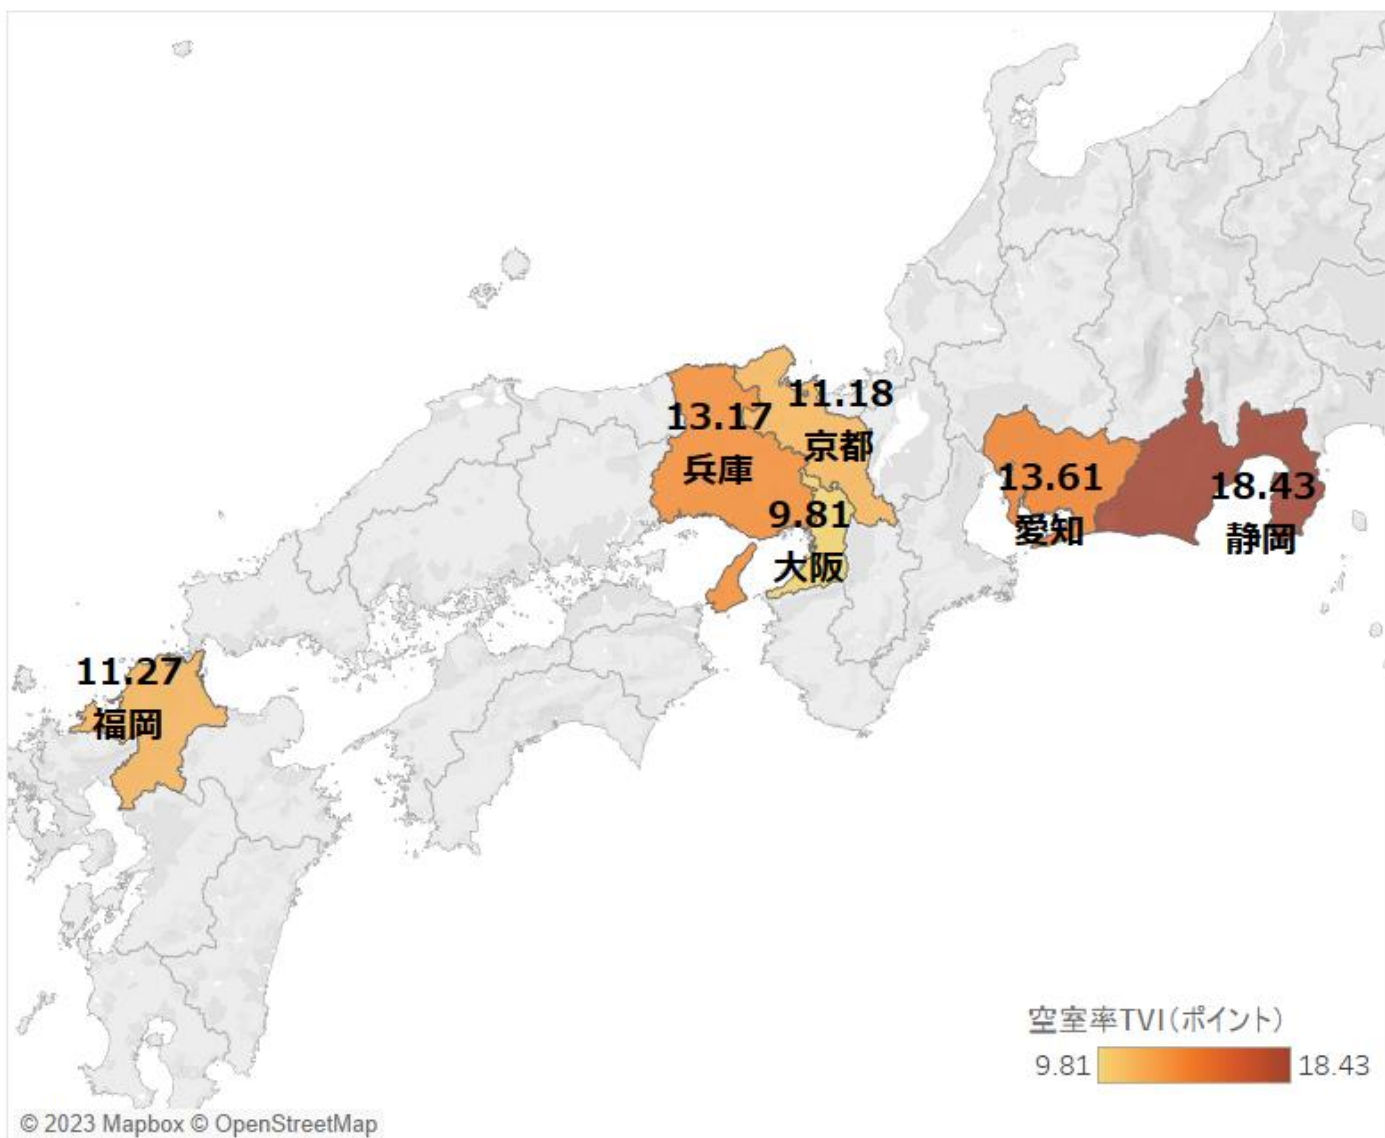 11.18
京都
13.17
兵庫
13.61
愛知
18.43
静岡
9.81
大阪
11.27
福岡
空室率TVI(ポイント)
9.81 18.43
© 2023 Mapbox © OpenStreetMap